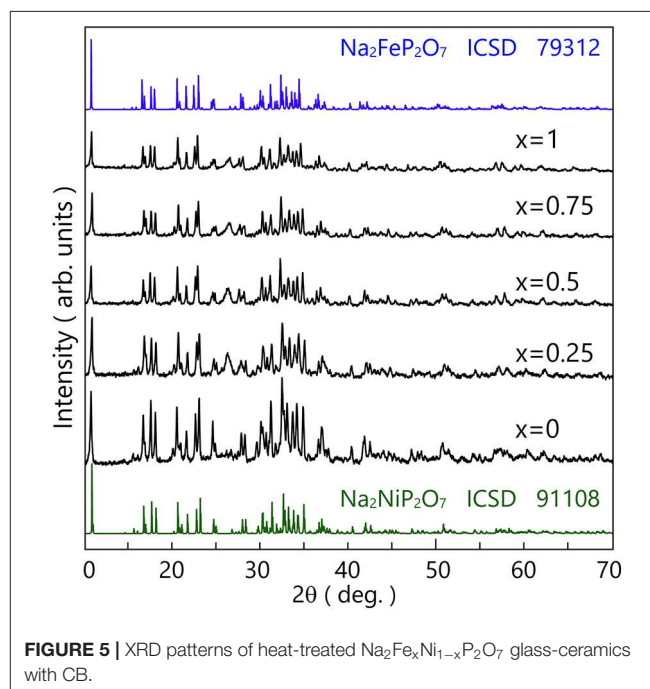 Na₂FeP₂O₇ ICSD 79312
x=1
x=0.75
x=0.5
x=0.25
x=0
Na₂NiP₂O₇ ICSD 91108
Intensity ( arb. units)
0 10 20 30 40 50 60 70
2θ ( deg. )
FIGURE 5 | XRD patterns of heat-treated Na₂FeₓNi₁₋ₓP₂O₇ glass-ceramics
with CB.